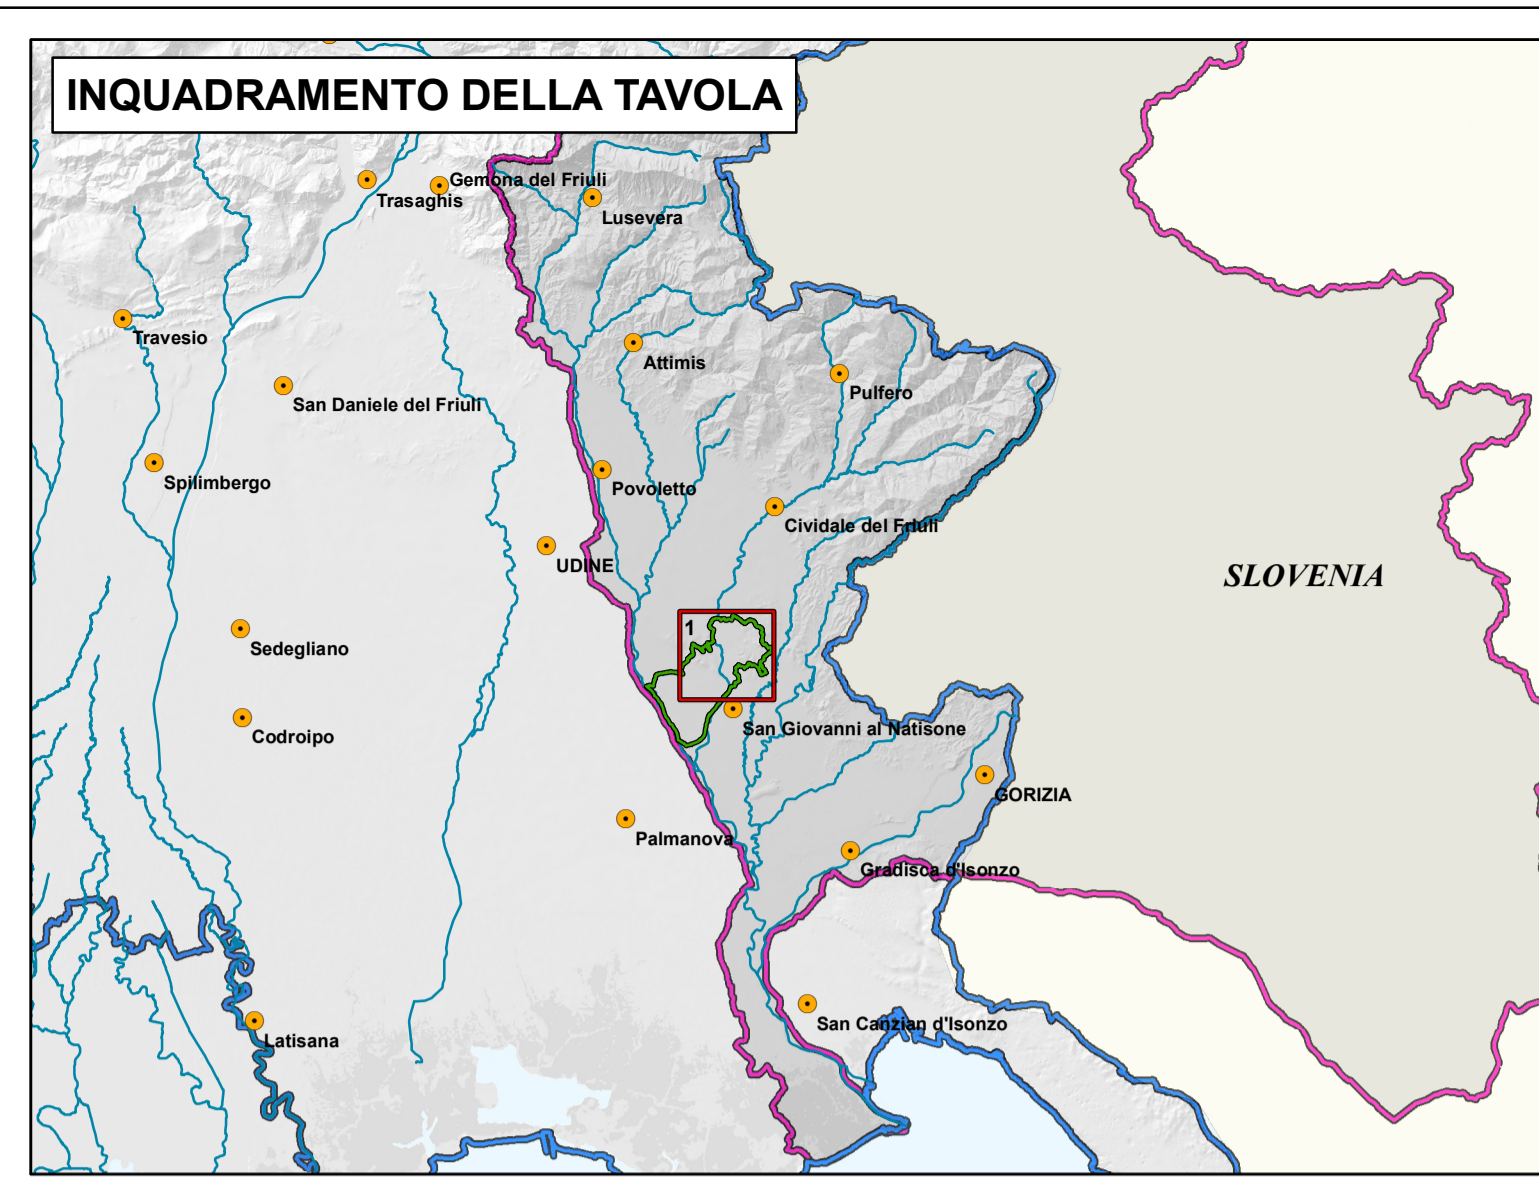 INQUADRAMENTO DELLA TAVOLA
Gemona del Friuli
Trasaghis
Lusevera
Travesio
Attimis
Pulfero
San Daniele del Friuli
Spilimbergo
Povoletto
Cividale del Friuli
UDINE
SLOVENIA
1
Sedegliano
San Giovanni al Natisone
Codroipo
GORIZIA
Palmanova
Gradisca d'Isonzo
San Canzian d'Isonzo
Latisana